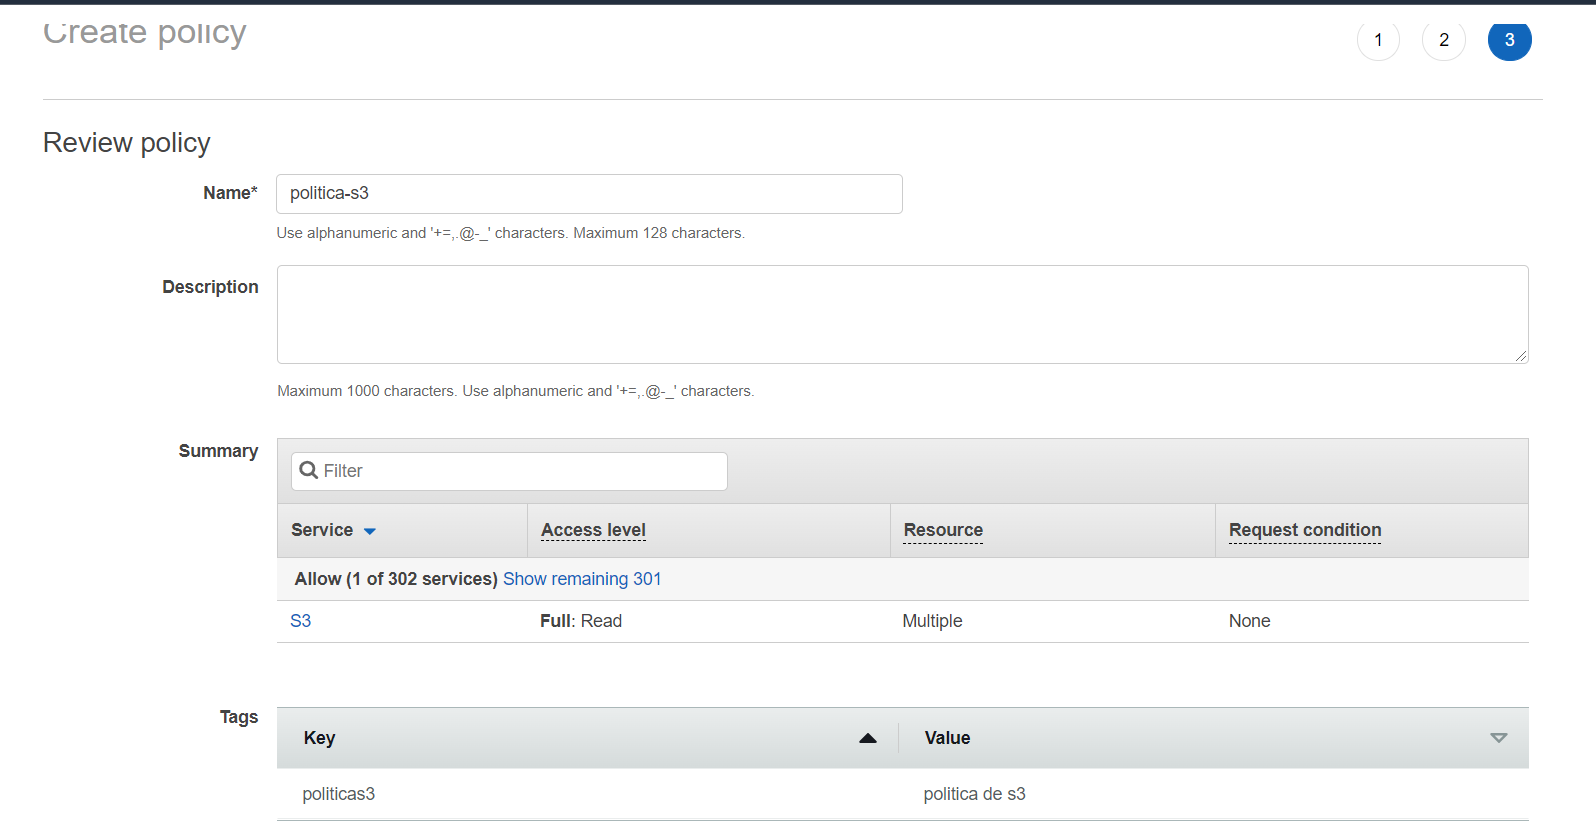 Create policy
1 2 3
Review policy
Name* politica-s3
Use alphanumeric and '+=,.@-_' characters. Maximum 128 characters.
Description
Maximum 1000 characters. Use alphanumeric and '+=,.@-_' characters.
Summary Filter
Service Access level Resource Request condition
Allow (1 of 302 services) Show remaining 301
S3 Full: Read Multiple None
Tags Key Value
politicas3 politica de s3